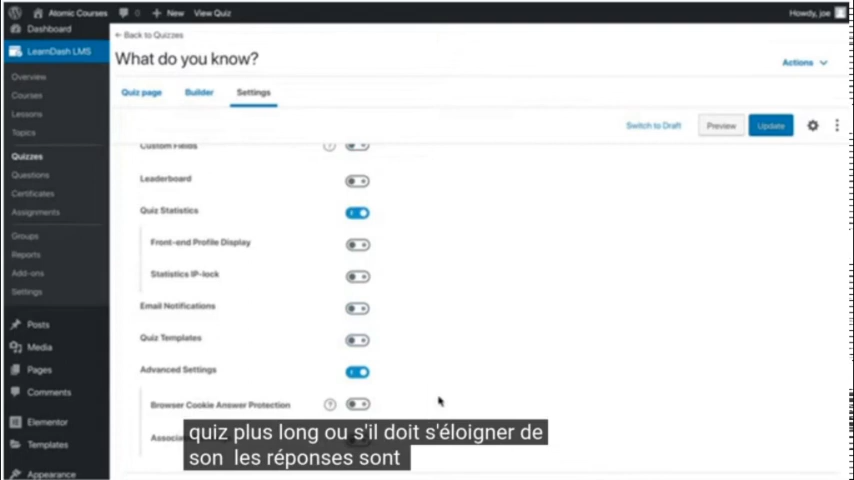 Atomic Courses 0 + New View Quiz Howdy, joe
Dashboard
LearnDash LMS
Overview
Courses
Lessons
Topics
Quizzes
Questions
Certificates
Assignments
Groups
Reports
Add-ons
Settings
Posts
Media
Pages
Comments
Elementor
Templates
Appearance
← Back to Quizzes
What do you know?
Actions
Quiz page Builder Settings
Switch to Draft Preview Update
Custom Fields
Leaderboard
Quiz Statistics
Front-end Profile Display
Statistics IP-lock
Email Notifications
Quiz Templates
Advanced Settings
Browser Cookie Answer Protection
quiz plus long ou s'il doit s'éloigner de
son les réponses sont